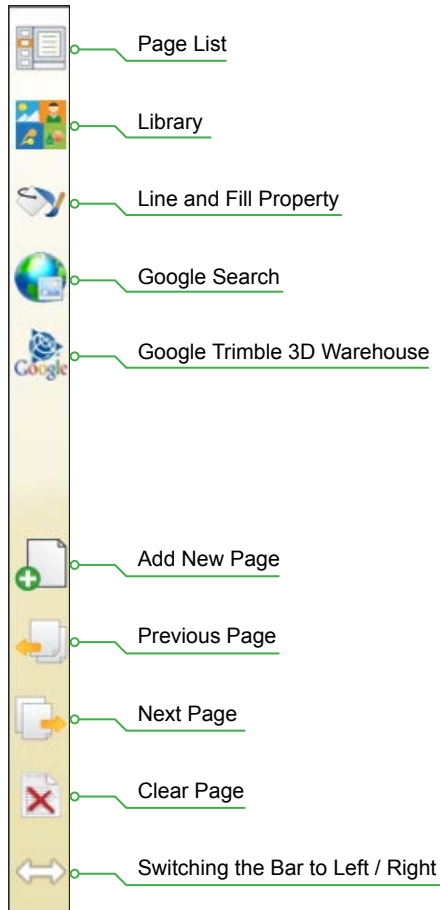 Page List
Library
Line and Fill Property
Google Search
Google
Google Trimble 3D Warehouse
Add New Page
Previous Page
Next Page
Clear Page
Switching the Bar to Left / Right